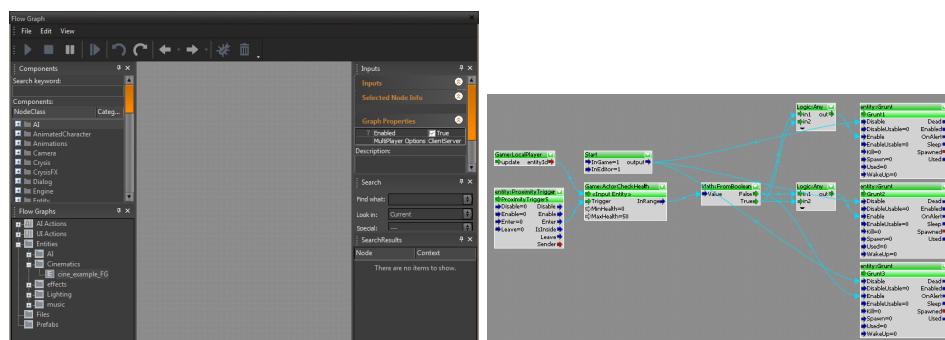 Flow Graph
File Edit View
Components
Search keyword:
Components:
NodeClass Categ...
AI
AnimatedCharacter
Animations
Camera
Crysis
CrysisFX
Dialog
Engine
Entity
Flow Graphs
AI Actions
UI Actions
Entities
AI
Cinematics
cine_example_FG
effects
Lighting
music
Files
Prefabs
Inputs
Inputs
Selected Node Info
Graph Properties
Enabled True
MultiPlayer Options ClientServer
Description:
Search
Find what:
Look in: Current
Special: ---
SearchResults
Node Context
There are no items to show.
Game:LocalPlayer
update entityId
entity:ProximityTrigger
ProximityTrigger5
Disable=0 Disable
Enable=0 Enable
Enter=0 Enter
Leave=0 IsInside
Leave
Sender
Start
InGame=1 output
InEditor=1
Game:ActorCheckHealth
<Input Entity>
Trigger InRange
MinHealth=0
MaxHealth=50
Math:FromBoolean
Value False
True
Logic:Any
in1 out
in2
Logic:Any
in1 out
in2
entity:Grunt
Grunt1
Disable Dead
DisableUsable=0 Enabled
Enable OnAlert
EnableUsable=0 Sleep
Kill=0 Spawned
Spawn=0 Used
Used=0
WakeUp=0
entity:Grunt
Grunt2
Disable Dead
DisableUsable=0 Enabled
Enable OnAlert
EnableUsable=0 Sleep
Kill=0 Spawned
Spawn=0 Used
Used=0
WakeUp=0
entity:Grunt
Grunt3
Disable Dead
DisableUsable=0 Enabled
Enable OnAlert
EnableUsable=0 Sleep
Kill=0 Spawned
Spawn=0 Used
Used=0
WakeUp=0